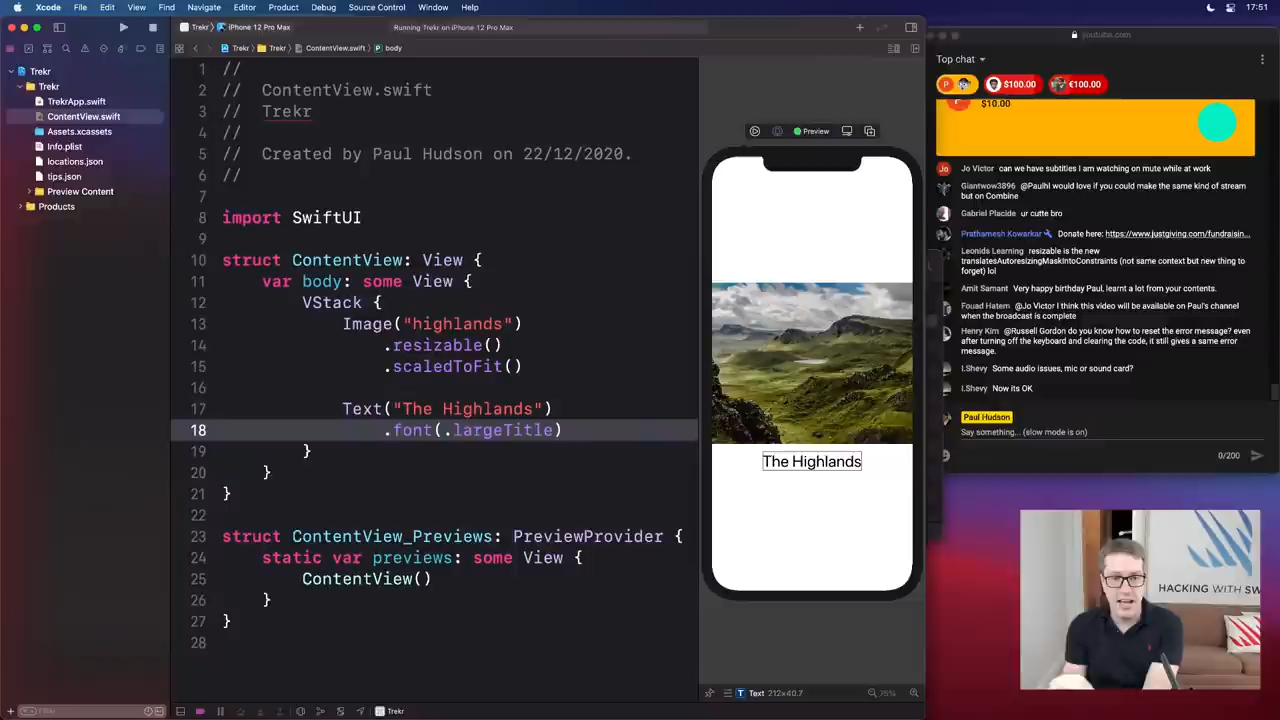 Xcode File Edit View Find Navigate Editor Product Debug Source Control Window Help
17:51
Trekr iPhone 12 Pro Max
Running Trekr on iPhone 12 Pro Max
Trekr Trekr ContentView.swift body
Trekr
Trekr
TrekrApp.swift
ContentView.swift
Assets.xcassets
Info.plist
locations.json
tips.json
Preview Content
Products
Filter
1 //
2 // ContentView.swift
3 // Trekr
4 //
5 // Created by Paul Hudson on 22/12/2020.
6 //
7
8 import SwiftUI
9
10 struct ContentView: View {
11 var body: some View {
12 VStack {
13 Image("highlands")
14 .resizable()
15 .scaledToFit()
16
17 Text("The Highlands")
18 .font(.largeTitle)
19 }
20 }
21 }
22
23 struct ContentView_Previews: PreviewProvider {
24 static var previews: some View {
25 ContentView()
26 }
27 }
28
Trekr
Preview
The Highlands
Text 212x40.7
75%
youtube.com
Top chat
P $100.00 €100.00
$10.00
Jo Jo Victor can we have subtities I am watching on mute while at work
Giantwow3896 @Paulhl would love if you could make the same kind of stream
but on Combine
Gabriel Placide ur cutte bro
Prathamesh Kowarkar Donate here: https://www.justgiving.com/fundraisin...
Leonids Learning resizable is the new
translatesAutoresizingMaskIntoConstraints (not same context but new thing to
forget) lol
Amit Samant Very happy birthday Paul, learnt a lot from your contents.
Fouad Hatem @Jo Victor I think this video will be available on Paul's channel
when the broadcast is complete
Henry Kim @Russell Gordon do you know how to reset the error message? even
after turning off the keyboard and clearing the code, it still gives a same error
message.
I.Shevy Some audio issues, mic or sound card?
I.Shevy Now its OK
Paul Hudson
Say something... (slow mode is on)
0/200
HACKING WITH SW